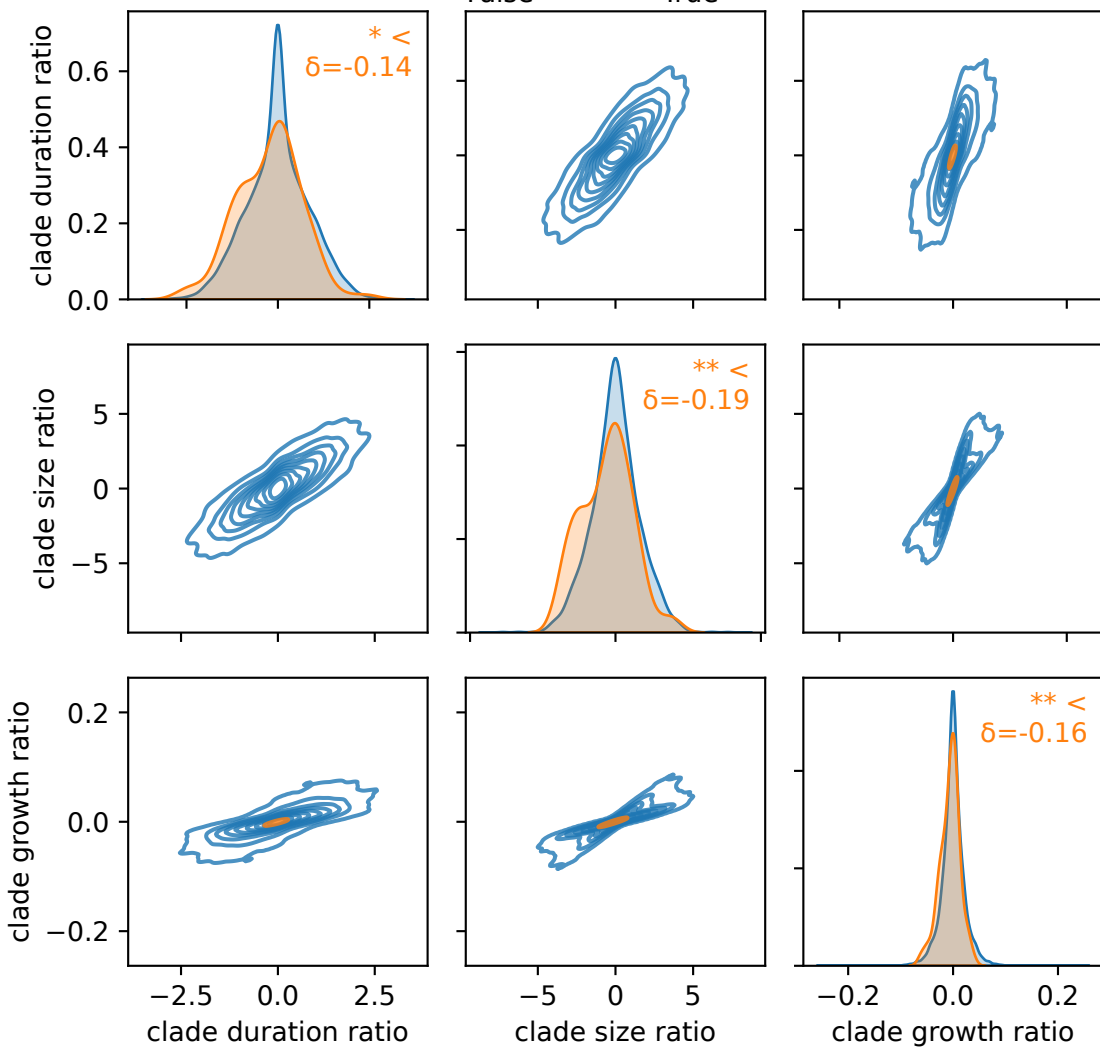 clade duration ratio
0.6
0.4
0.2
0.0
* <
δ=-0.14
clade size ratio
5
0
−5
** <
δ=-0.19
clade growth ratio
0.2
0.0
−0.2
** <
δ=-0.16
−2.5 0.0 2.5
−5 0 5
−0.2 0.0 0.2
clade duration ratio
clade size ratio
clade growth ratio